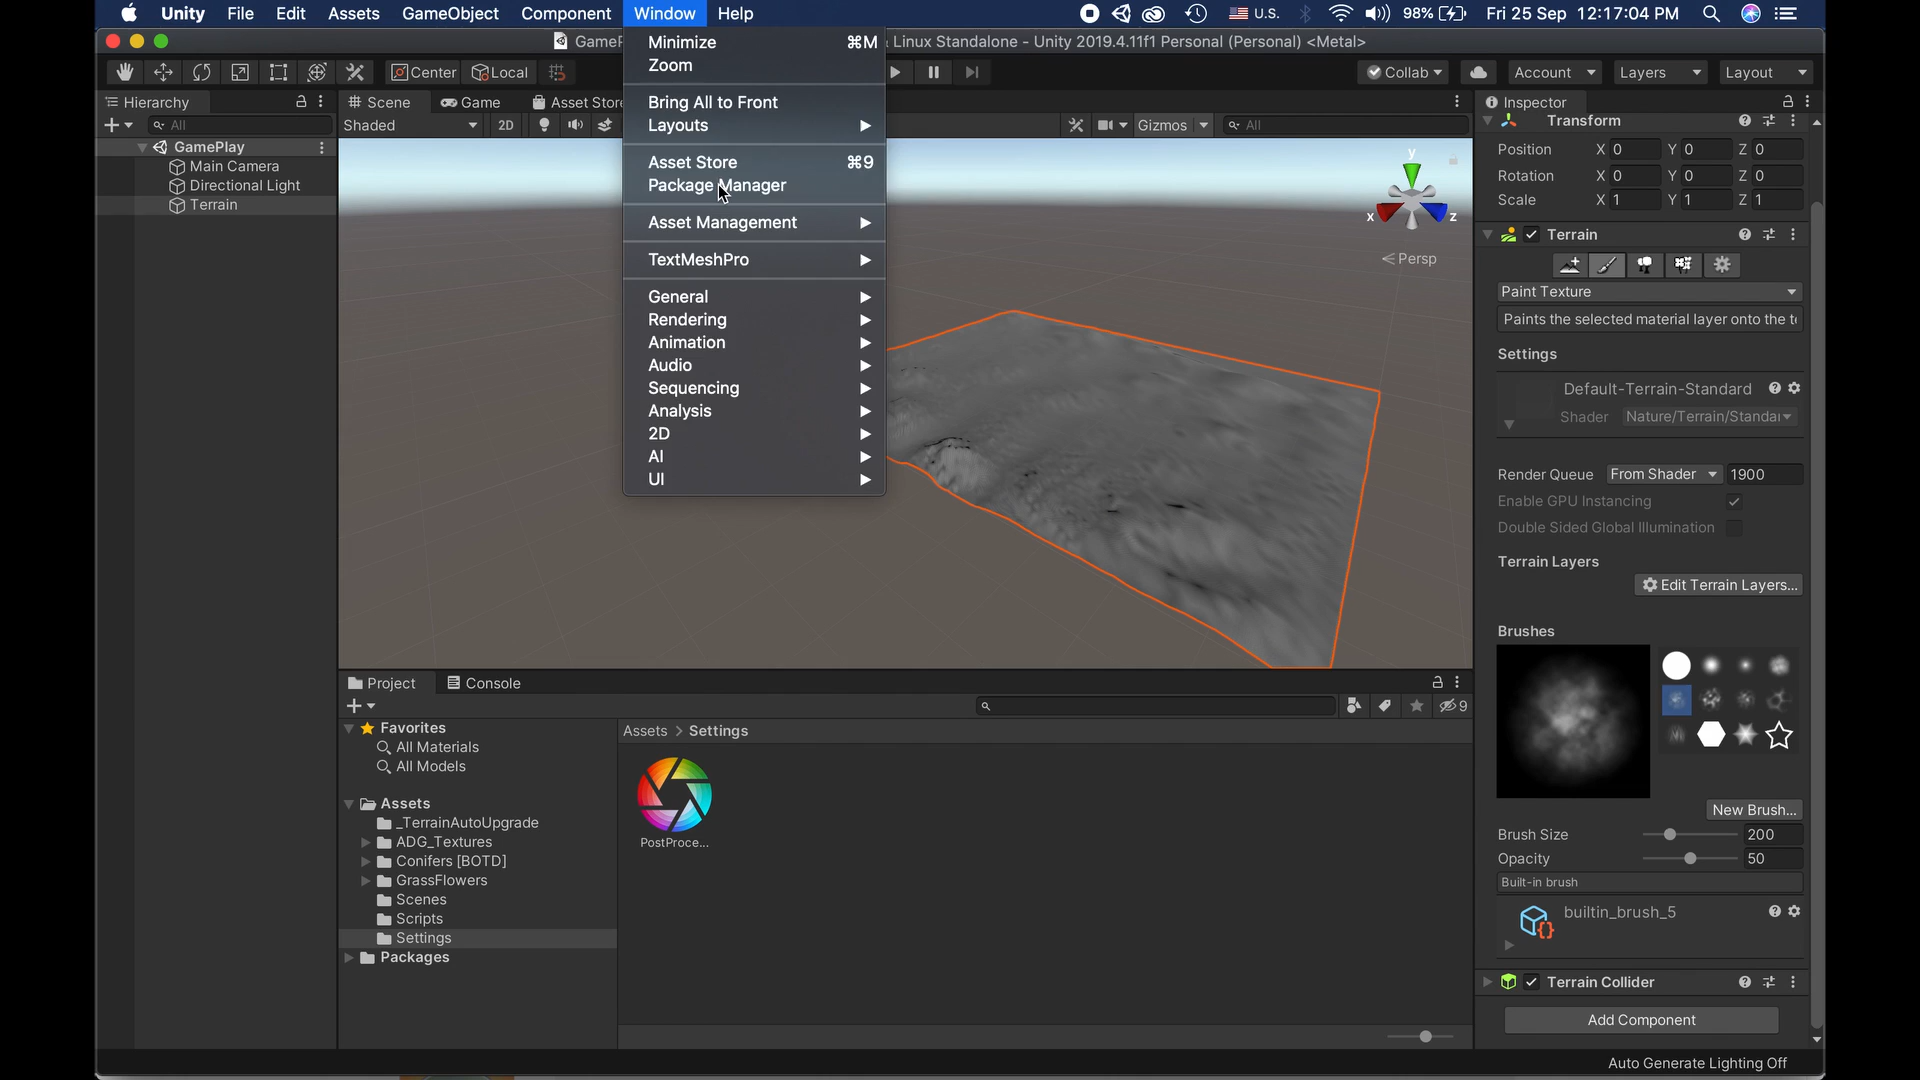 Unity File Edit Assets GameObject Component Window Help U.S. 98% Fri 25 Sep 12:17:04 PM
GameP Linux Standalone - Unity 2019.4.11f1 Personal (Personal) <Metal>
Center Local Collab Account Layers Layout
Hierarchy
All
GamePlay
Main Camera
Directional Light
Terrain
Scene Game Asset Store
Shaded 2D Gizmos All
Minimize ⌘M
Zoom
Bring All to Front
Layouts
Asset Store ⌘9
Package Manager
Asset Management
TextMeshPro
General
Rendering
Animation
Audio
Sequencing
Analysis
2D
AI
UI
y
x z
Persp
Project Console
9
Favorites
All Materials
All Models
Assets
_TerrainAutoUpgrade
ADG_Textures
Conifers [BOTD]
GrassFlowers
Scenes
Scripts
Settings
Packages
Assets > Settings
PostProce...
Inspector
Transform
Position X 0 Y 0 Z 0
Rotation X 0 Y 0 Z 0
Scale X 1 Y 1 Z 1
Terrain
Paint Texture
Paints the selected material layer onto the t
Settings
Default-Terrain-Standard
Shader Nature/Terrain/Standa
Render Queue From Shader 1900
Enable GPU Instancing
Double Sided Global Illumination
Terrain Layers
Edit Terrain Layers...
Brushes
New Brush...
Brush Size 200
Opacity 50
Built-in brush
builtin_brush_5
Terrain Collider
Add Component
Auto Generate Lighting Off